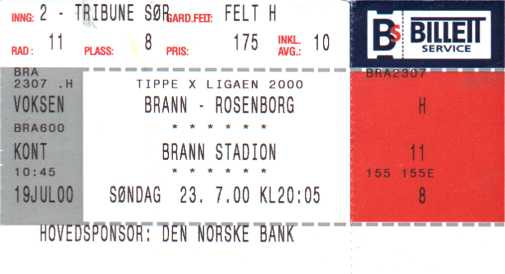 INNG: 2 - TRIBUNE SØR GARD.FELT: FELT H
RAD: 11 PLASS: 8 PRIS: 175 INKL. AVG.: 10
BS BILLETT SERVICE
BRA
2307 .H TIPPE X LIGAEN 2000 BRA2307
VOKSEN BRANN - ROSENBORG H
BRA600 * * * * * *
KONT BRANN STADION 11
10:45 * * * * * * 155 155E
19JUL00 SØNDAG 23. 7.00 KL20:05 8
HOVEDSPONSOR: DEN NORSKE BANK